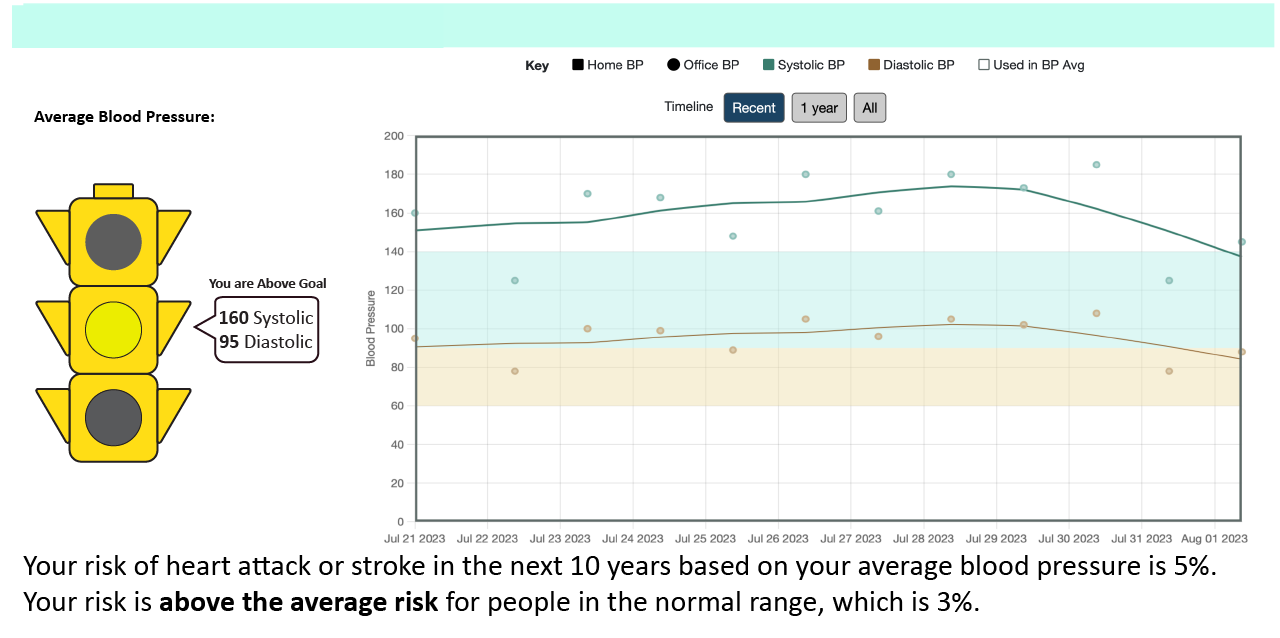 Key Home BP Office BP Systolic BP Diastolic BP Used in BP Avg
Timeline Recent 1 year All
Average Blood Pressure:
You are Above Goal
160 Systolic
95 Diastolic
Blood Pressure
200
180
160
140
120
100
80
60
40
20
0
Jul 21 2023 Jul 22 2023 Jul 23 2023 Jul 24 2023 Jul 25 2023 Jul 26 2023 Jul 27 2023 Jul 28 2023 Jul 29 2023 Jul 30 2023 Jul 31 2023 Aug 01 2023
Your risk of heart attack or stroke in the next 10 years based on your average blood pressure is 5%.
Your risk is above the average risk for people in the normal range, which is 3%.